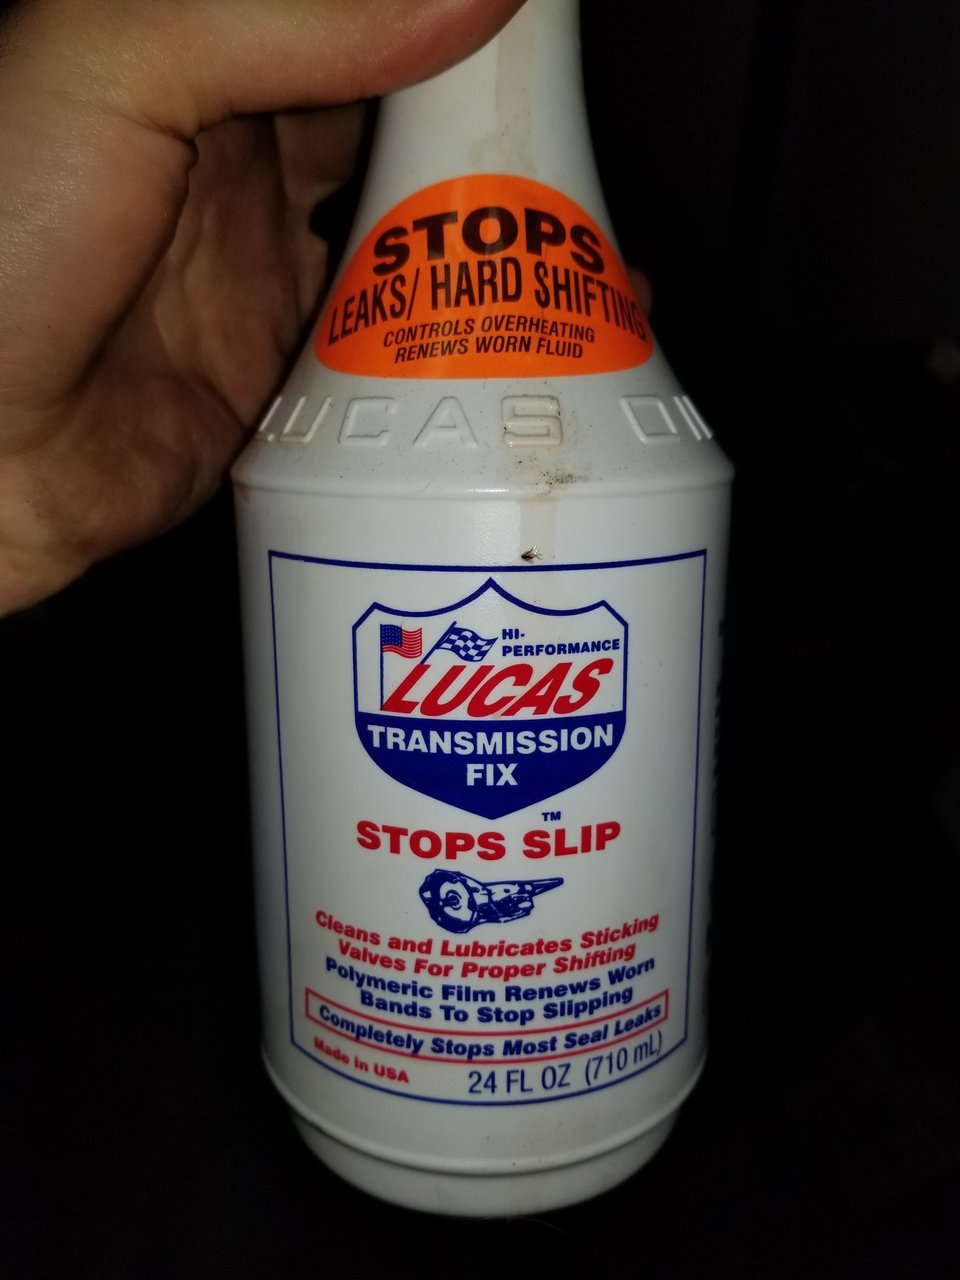 STOPS
LEAKS/ HARD SHIFTING
CONTROLS OVERHEATING
RENEWS WORN FLUID
LUCAS OIL
HI-
PERFORMANCE
LUCAS
TRANSMISSION
FIX
STOPS SLIP™
Cleans and Lubricates Sticking
Valves For Proper Shifting
Polymeric Film Renews Worn
Bands To Stop Slipping
Completely Stops Most Seal Leaks
Made in USA
24 FL OZ (710 mL)